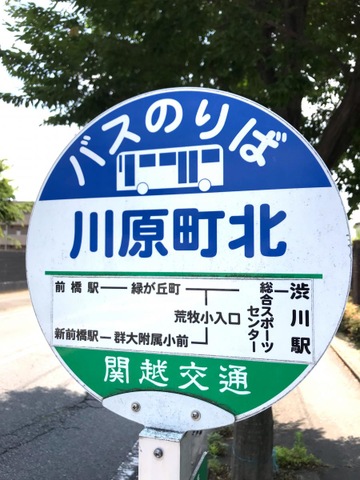 バスのりば
川原町北
前橋駅 緑が丘町
荒牧小入口
新前橋駅 群大附属小前
総合スポーツセンター
渋川駅
関越交通